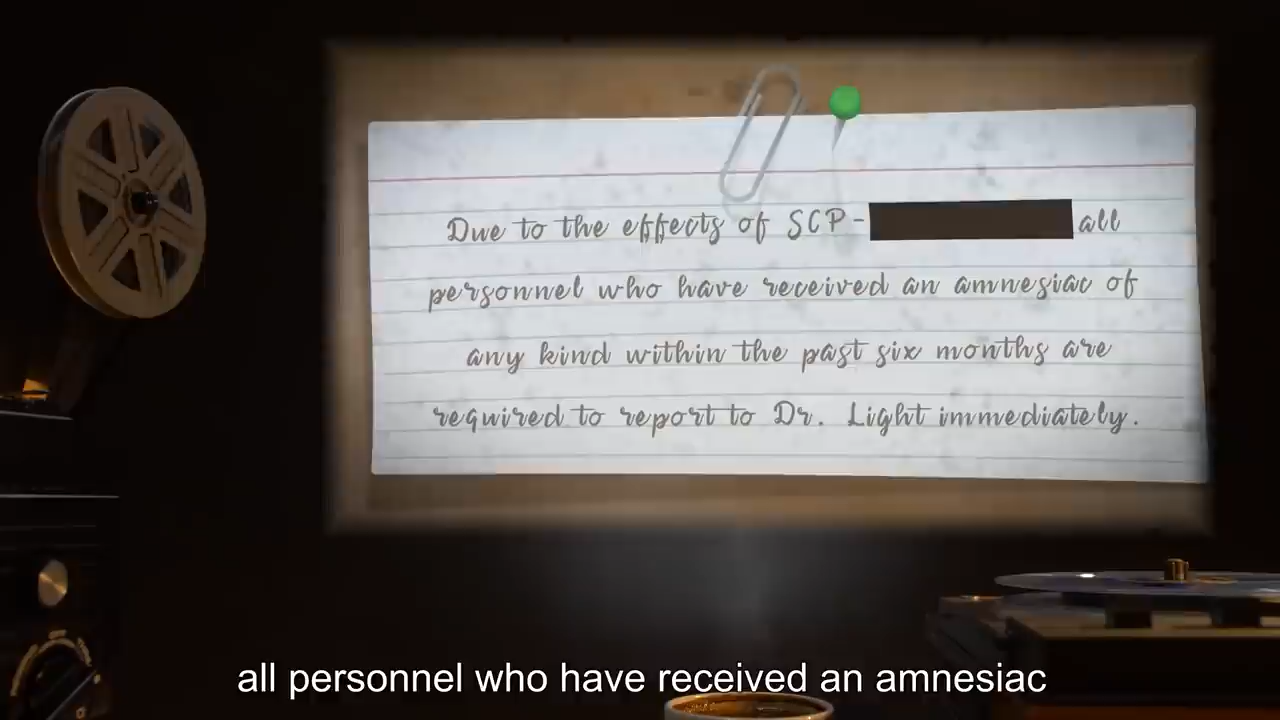 Due to the effects of SCP- all
personnel who have received an amnesiac of
any kind within the past six months are
required to report to Dr. Light immediately.
all personnel who have received an amnesiac